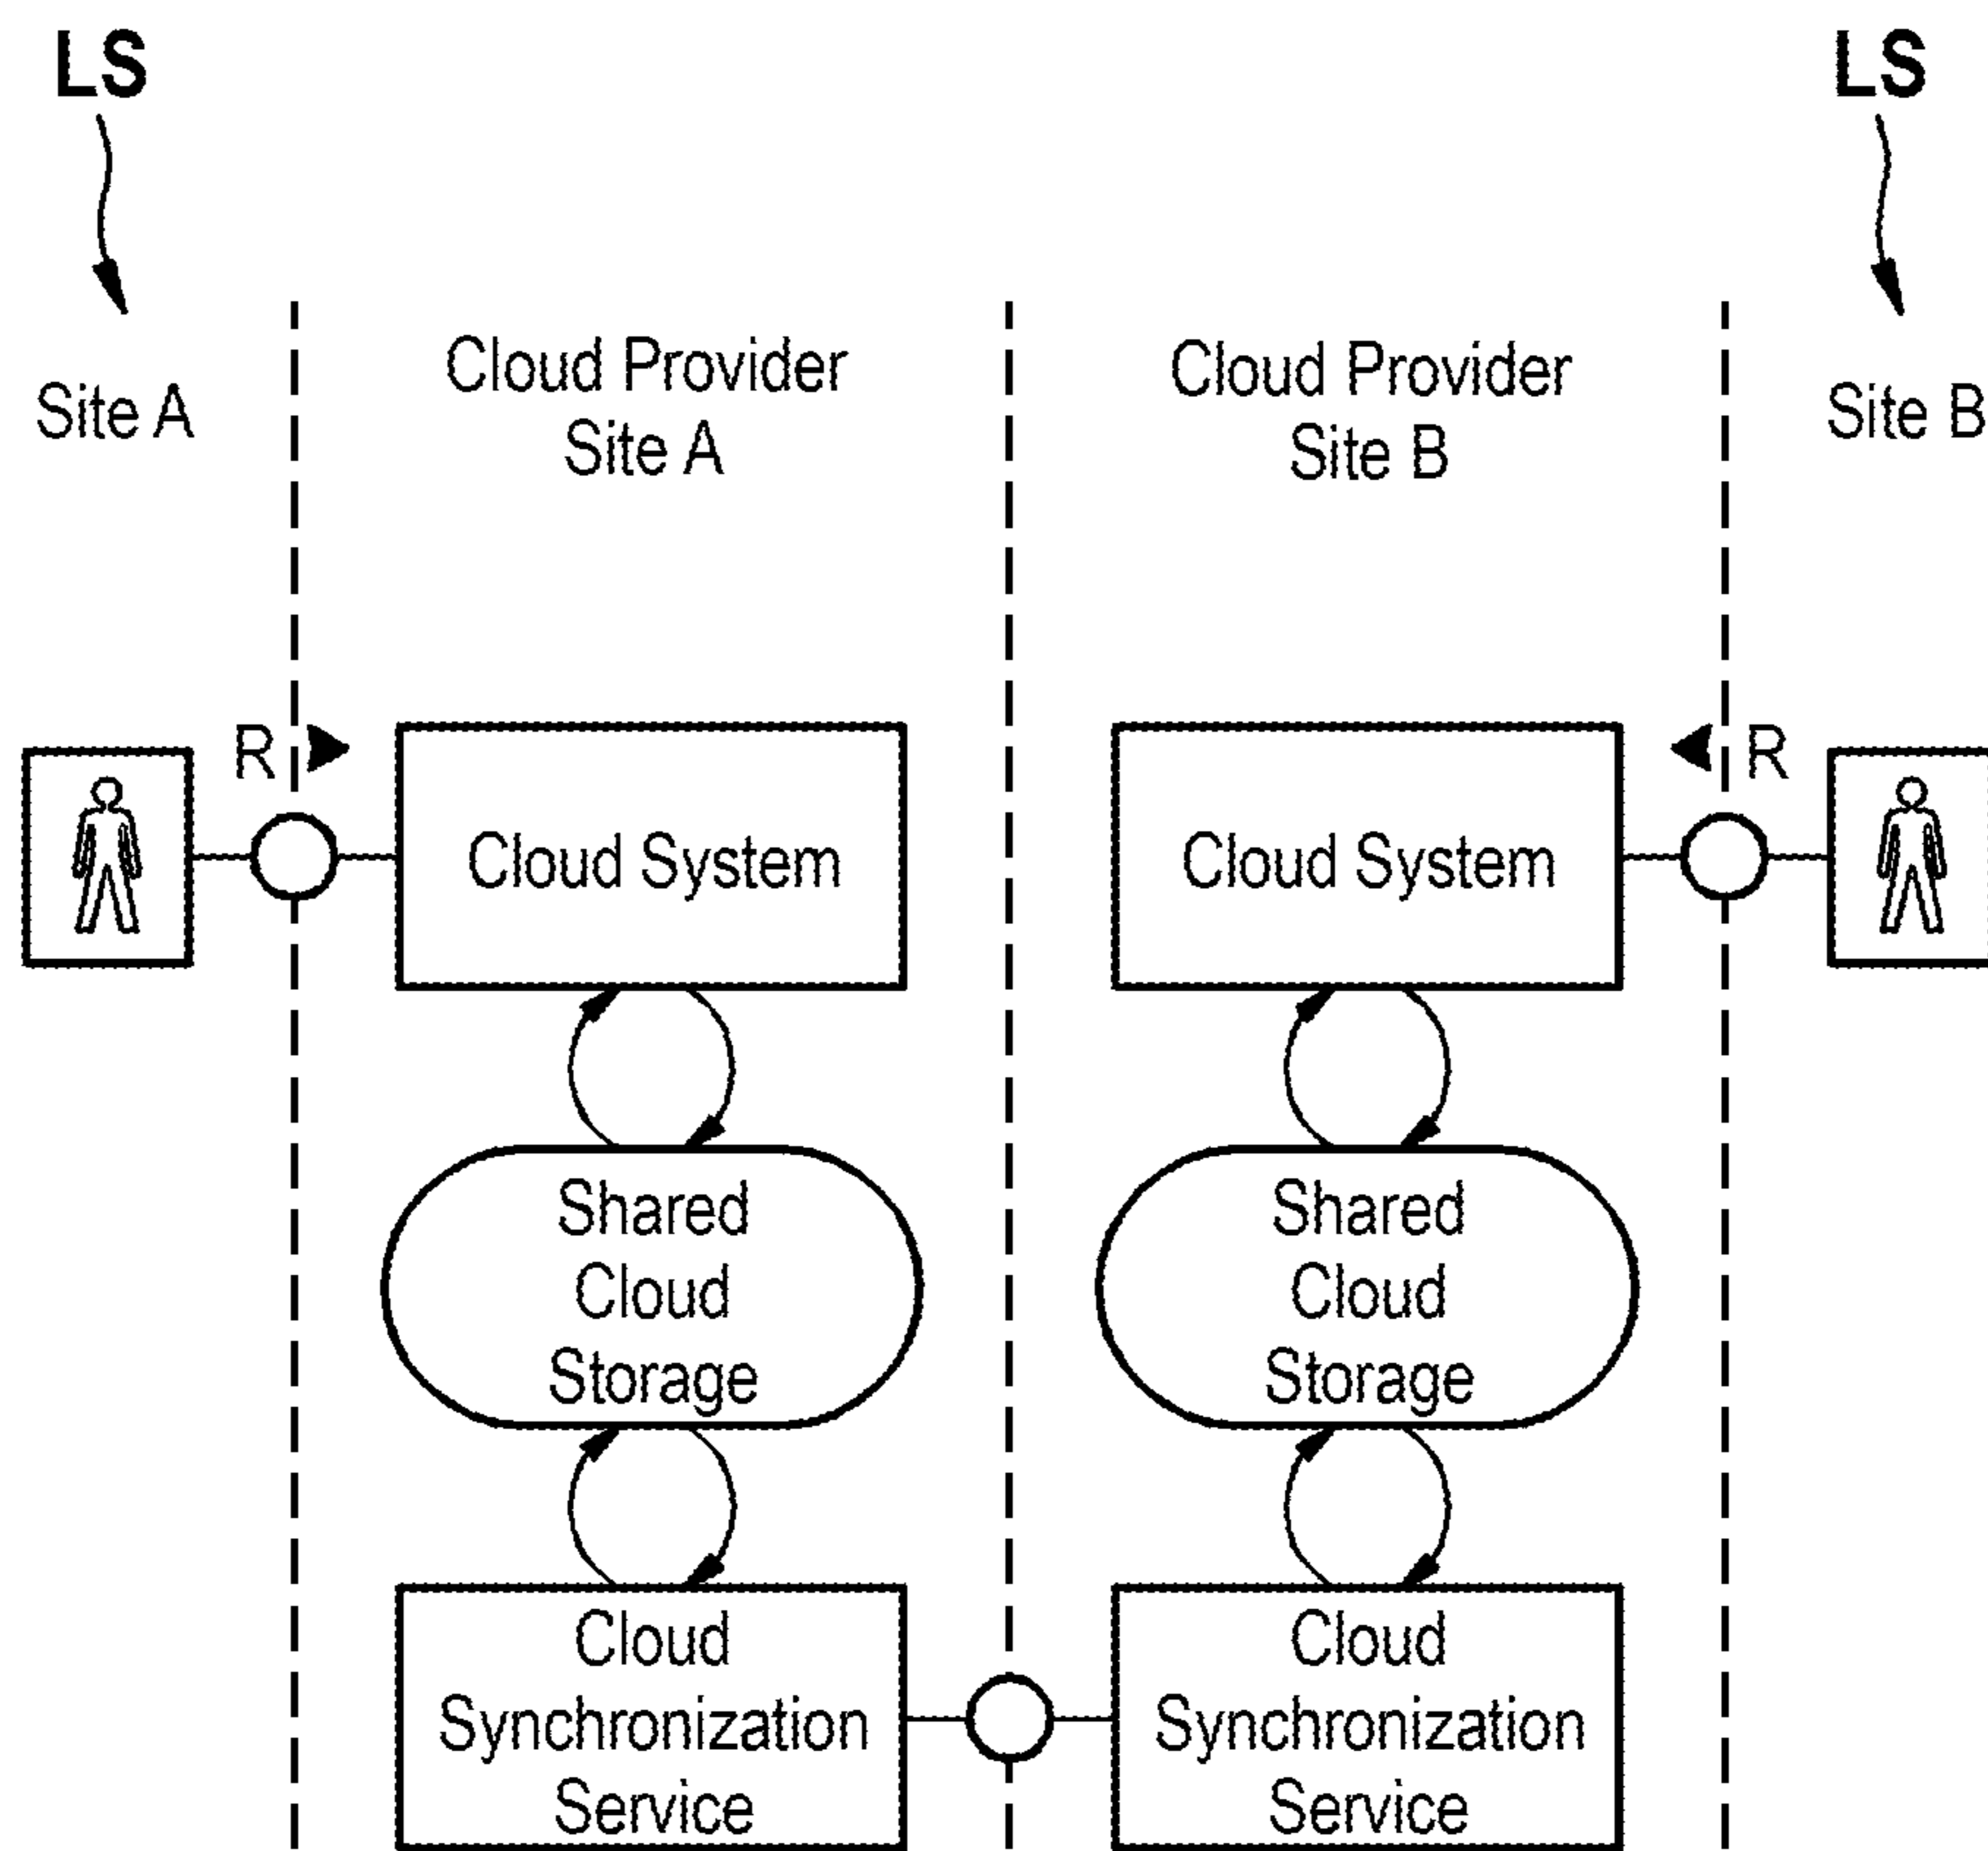 LS
LS
Site A
Cloud Provider
Site A
Cloud Provider
Site B
Site B
R
R
Cloud System
Cloud System
Shared
Cloud
Storage
Shared
Cloud
Storage
Cloud
Synchronization
Service
Cloud
Synchronization
Service